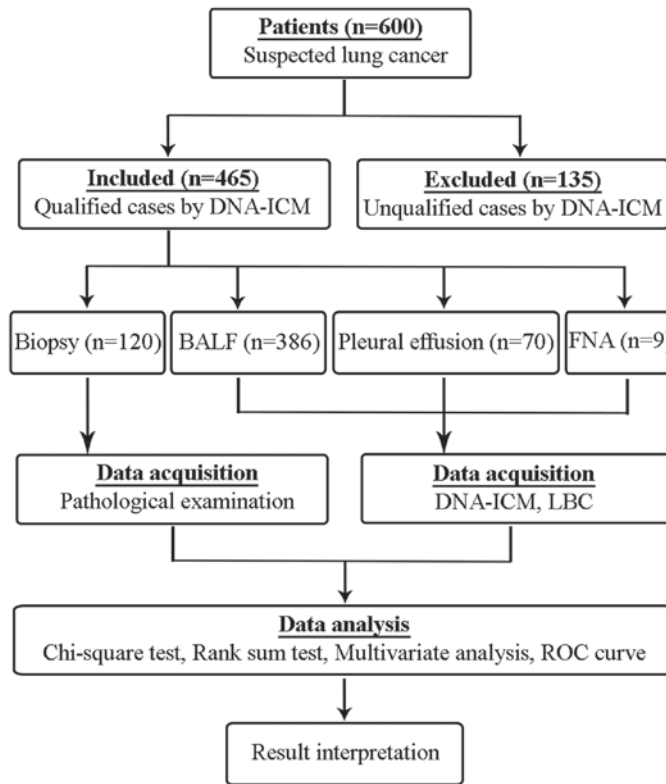 Patients (n=600)
Suspected lung cancer
Included (n=465)
Qualified cases by DNA-ICM
Excluded (n=135)
Unqualified cases by DNA-ICM
Biopsy (n=120)
BALF (n=386)
Pleural effusion (n=70)
FNA (n=9)
Data acquisition
Pathological examination
Data acquisition
DNA-ICM, LBC
Data analysis
Chi-square test, Rank sum test, Multivariate analysis, ROC curve
Result interpretation